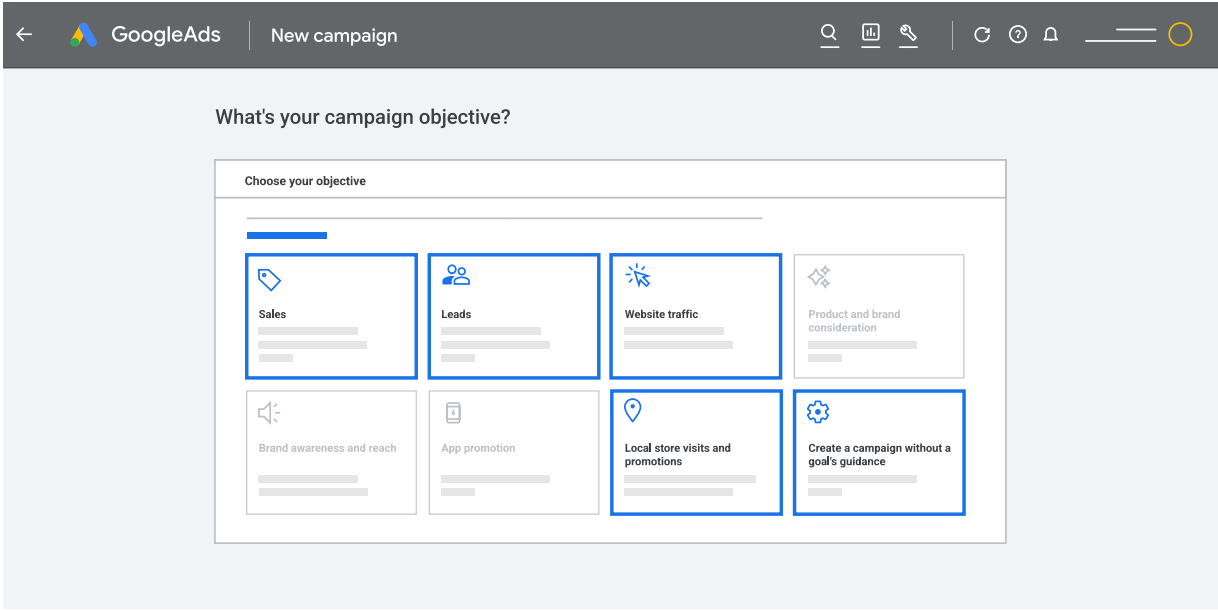 GoogleAds
New campaign
What's your campaign objective?
Choose your objective
Sales
Leads
Website traffic
Product and brand
consideration
Brand awareness and reach
App promotion
Local store visits and
promotions
Create a campaign without a
goal's guidance